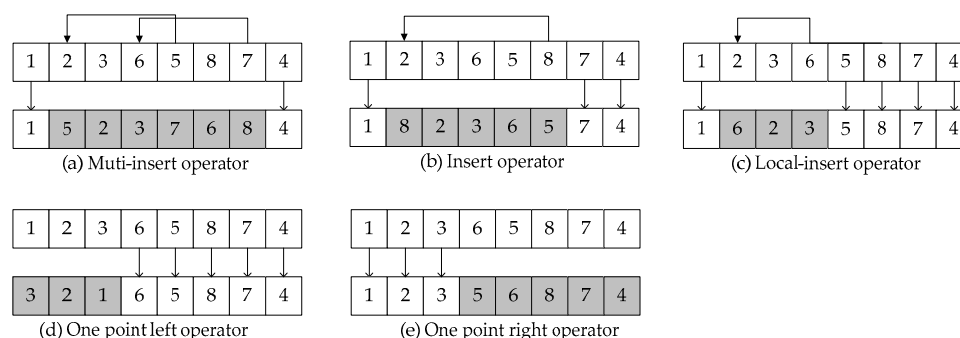 1 2 3 6 5 8 7 4
1 5 2 3 7 6 8 4
(a) Muti-insert operator
1 2 3 6 5 8 7 4
1 8 2 3 6 5 7 4
(b) Insert operator
1 2 3 6 5 8 7 4
1 6 2 3 5 8 7 4
(c) Local-insert operator
1 2 3 6 5 8 7 4
3 2 1 6 5 8 7 4
(d) One point left operator
1 2 3 6 5 8 7 4
1 2 3 5 6 8 7 4
(e) One point right operator